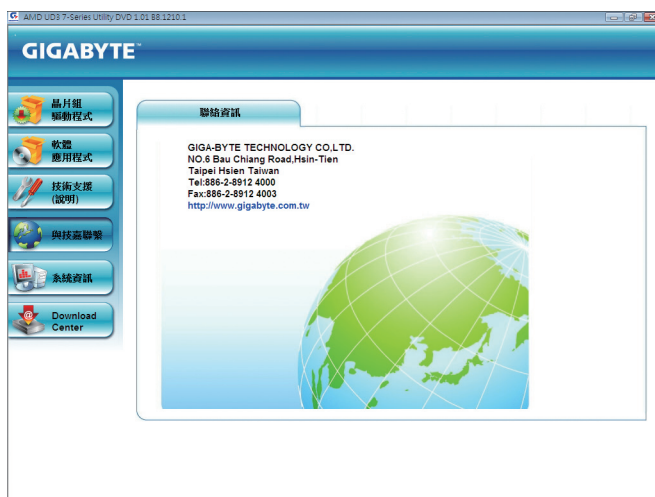 AMD UD3 7-Series Utility DVD 1.01 B8.1210.1
GIGABYTE™
晶片組
驅動程式
軟體
應用程式
技術支援
(說明)
與技嘉聯繫
系統資訊
Download
Center
聯絡資訊
GIGA-BYTE TECHNOLOGY CO,LTD.
NO.6 Bau Chiang Road,Hsin-Tien
Taipei Hsien Taiwan
Tel:886-2-8912 4000
Fax:886-2-8912 4003
http://www.gigabyte.com.tw